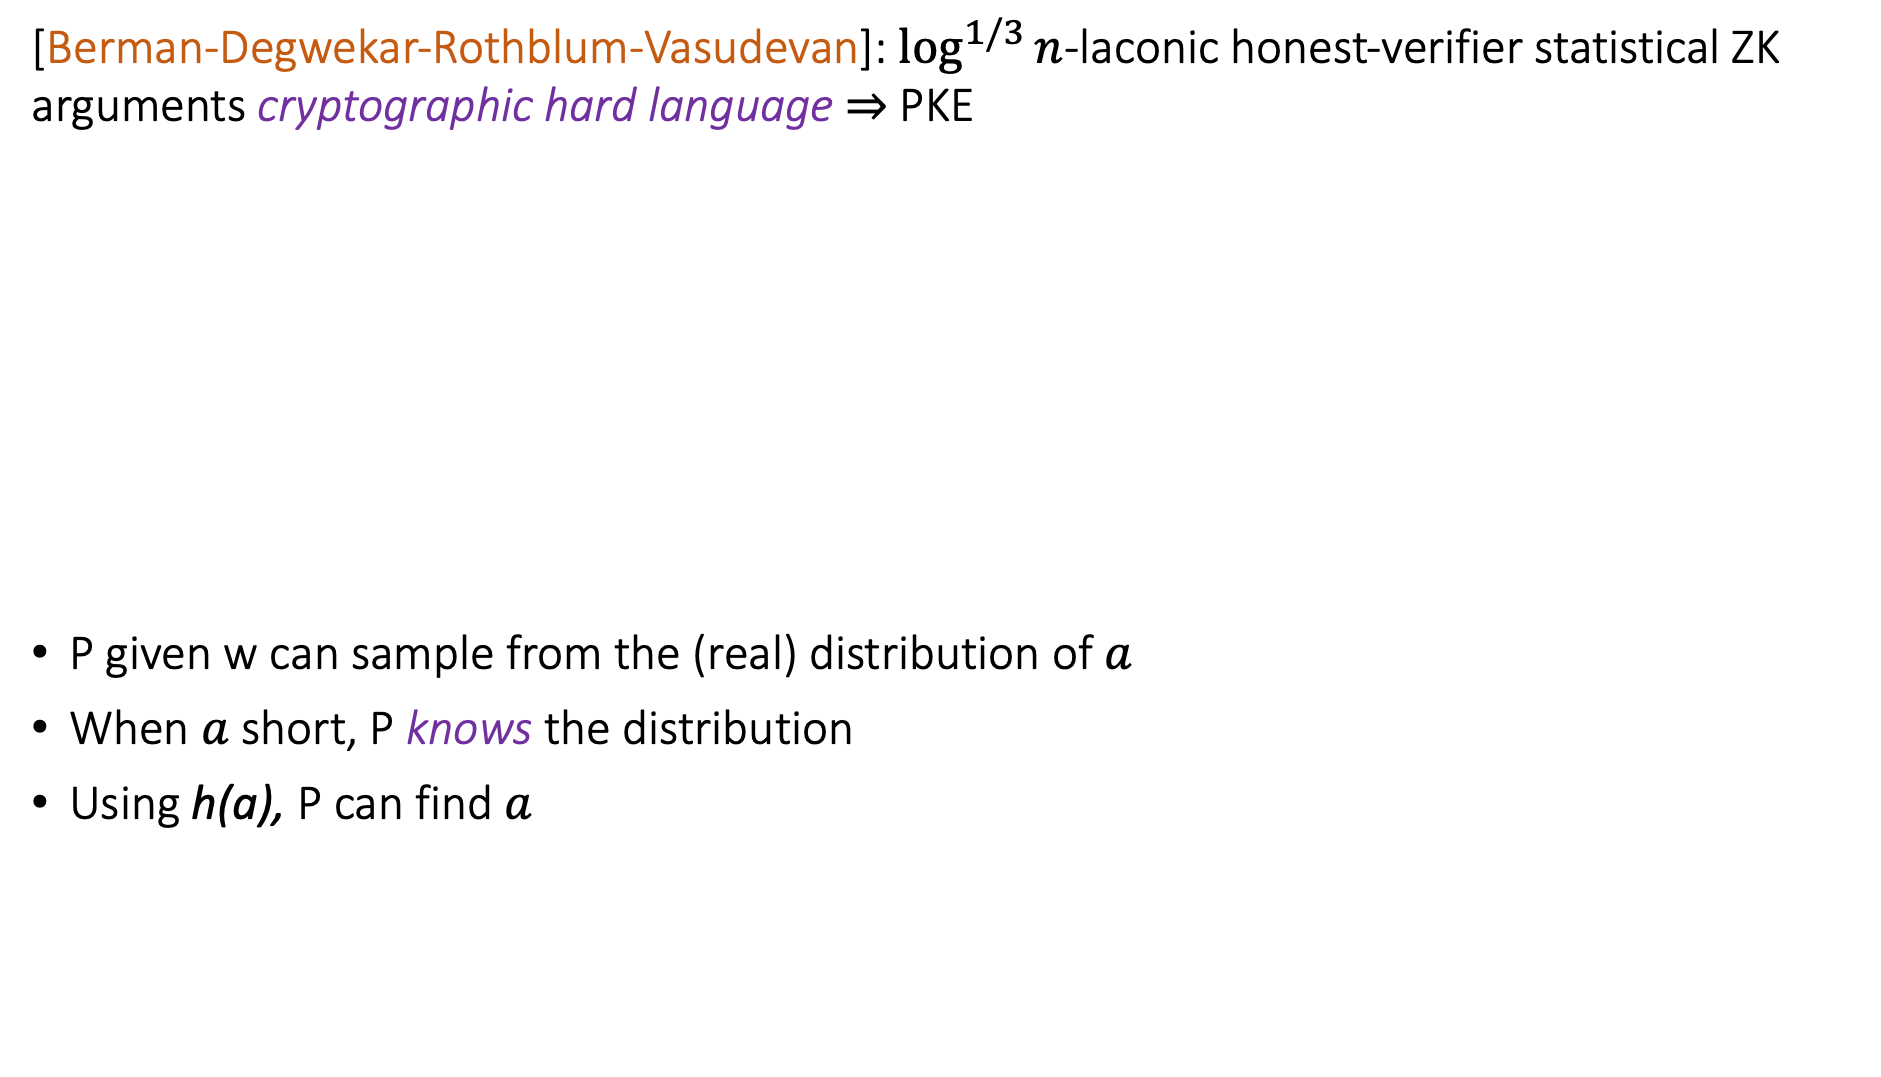 [Berman-Degwekar-Rothblum-Vasudevan]: log^{1/3} n-laconic honest-verifier statistical ZK
arguments cryptographic hard language ⇒ PKE
• P given w can sample from the (real) distribution of a
• When a short, P knows the distribution
• Using h(a), P can find a